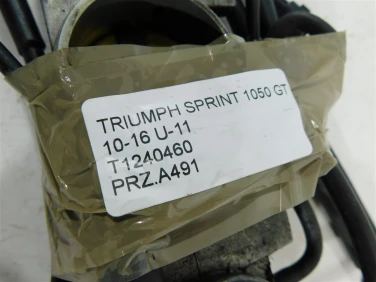 TRIUMPH SPRINT 1050 GT
10-16 U-11
T1240460
PRZ.A491